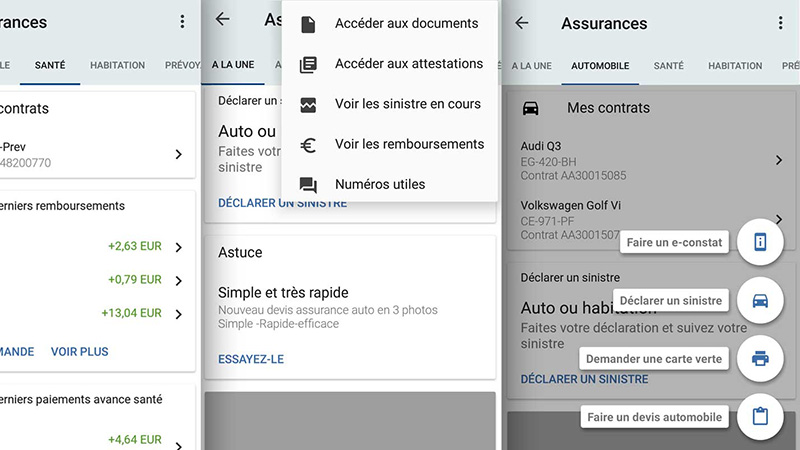 rances
LE SANTÉ HABITATION PRÉVOY
contrats
-Prev
48200770
erniers remboursements
+2,63 EUR
+0,79 EUR
+13,04 EUR
MANDE VOIR PLUS
erniers paiements avance santé
+4,64 EUR
As
A LA UNE A
Déclarer un s
Auto ou
Faites votr
sinistre
DÉCLARER UN SINISTRE
Accéder aux documents
Accéder aux attestations
Voir les sinistre en cours
Voir les remboursements
Numéros utiles
Astuce
Simple et très rapide
Nouveau devis assurance auto en 3 photos
Simple -Rapide-efficace
ESSAYEZ-LE
Assurances
A LA UNE AUTOMOBILE SANTÉ HABITATION PRÉ
Mes contrats
Audi Q3
EG-420-BH
Contrat AA30015085
Volkswagen Golf Vi
CE-971-PF
Contrat AA3001507
Faire un e-constat
Déclarer un sinistre
Déclarer un sinistre
Auto ou habitation
Faites votre déclaration et suivez votre
sinistre
Demander une carte verte
DÉCLARER UN SINISTRE
Faire un devis automobile